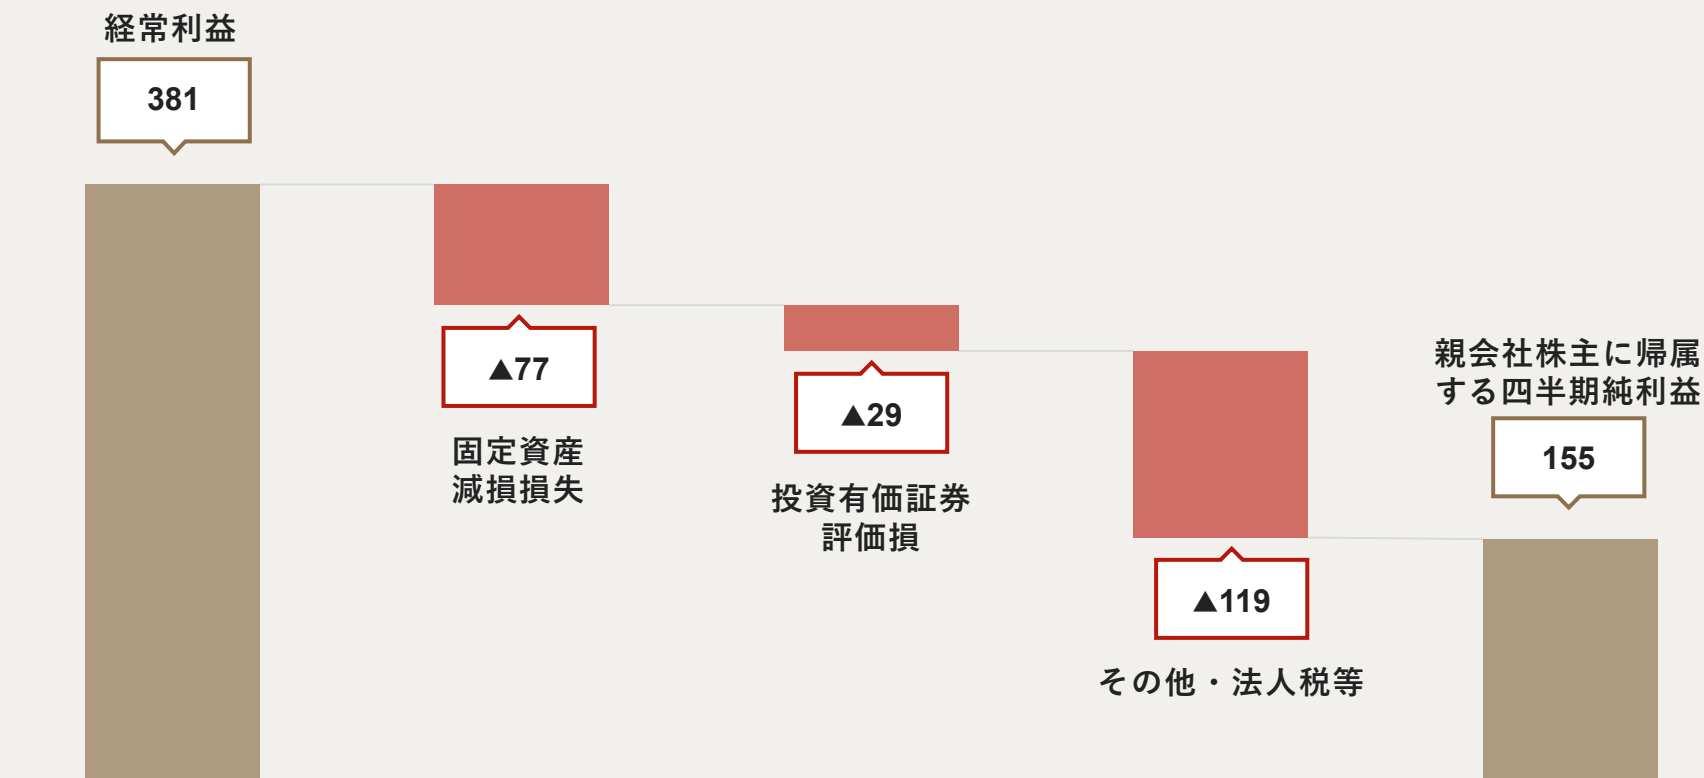 経常利益
381
▲77
固定資産
減損損失
▲29
投資有価証券
評価損
▲119
その他・法人税等
親会社株主に帰属
する四半期純利益
155